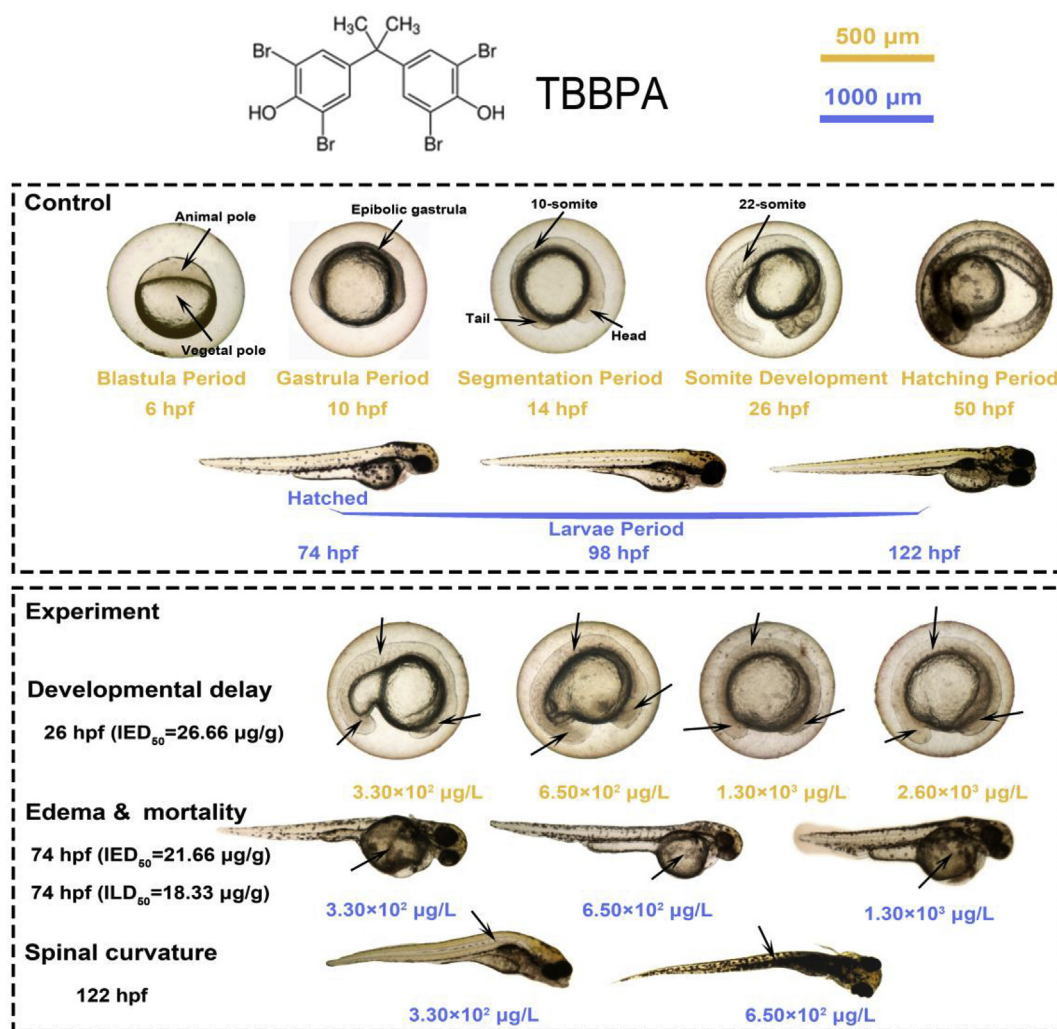 H₃C CH₃
Br Br
HO OH
Br Br
TBBPA
500 µm
1000 µm
Control
Animal pole
Vegetal pole
Epibolic gastrula
10-somite
Tail
Head
22-somite
Blastula Period Gastrula Period Segmentation Period Somite Development Hatching Period
6 hpf 10 hpf 14 hpf 26 hpf 50 hpf
Hatched
Larvae Period
74 hpf 98 hpf 122 hpf
Experiment
Developmental delay
26 hpf (IED₅₀=26.66 µg/g)
3.30×10² µg/L 6.50×10² µg/L 1.30×10³ µg/L 2.60×10³ µg/L
Edema & mortality
74 hpf (IED₅₀=21.66 µg/g)
74 hpf (ILD₅₀=18.33 µg/g)
3.30×10² µg/L 6.50×10² µg/L 1.30×10³ µg/L
Spinal curvature
122 hpf
3.30×10² µg/L 6.50×10² µg/L